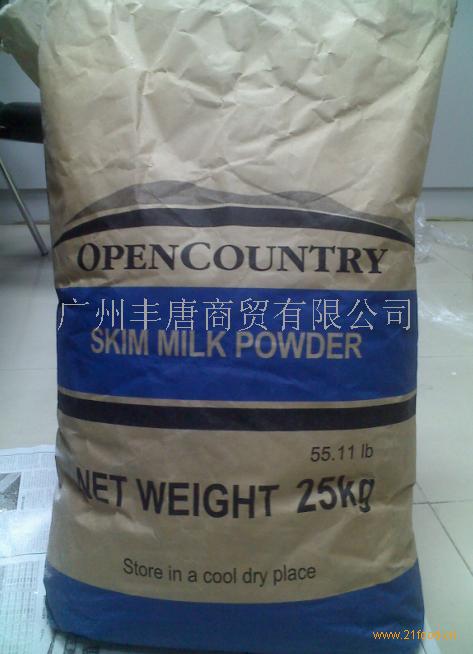 OPENCOUNTRY
广州丰唐商贸有限公司
SKIM MILK POWDER
55.11 lb
NET WEIGHT 25kg
Store in a cool dry place
www.21food.cn